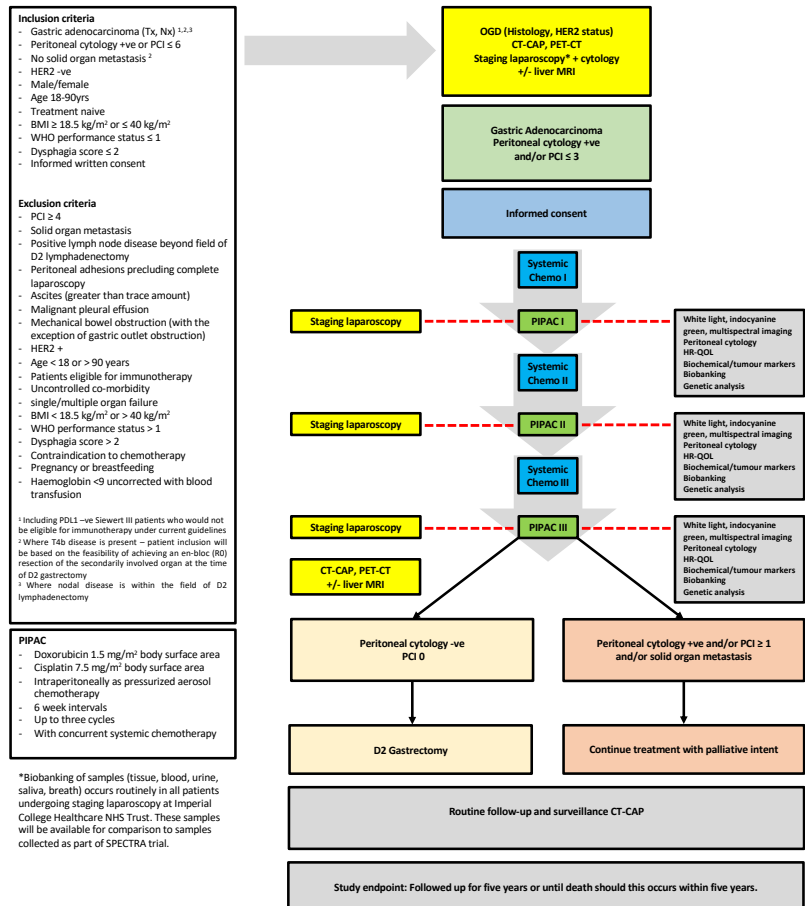 Inclusion criteria
- Gastric adenocarcinoma (Tx, Nx) 1,2,3
- Peritoneal cytology +ve or PCI ≤ 6
- No solid organ metastasis 2
- HER2 -ve
- Male/female
- Age 18-90yrs
- Treatment naive
- BMI ≥ 18.5 kg/m² or ≤ 40 kg/m²
- WHO performance status ≤ 1
- Dysphagia score ≤ 2
- Informed written consent
Exclusion criteria
- PCI ≥ 4
- Solid organ metastasis
- Positive lymph node disease beyond field of
D2 lymphadenectomy
- Peritoneal adhesions precluding complete
laparoscopy
- Ascites (greater than trace amount)
- Malignant pleural effusion
- Mechanical bowel obstruction (with the
exception of gastric outlet obstruction)
- HER2 +
- Age < 18 or > 90 years
- Patients eligible for immunotherapy
- Uncontrolled co-morbidity
- single/multiple organ failure
- BMI < 18.5 kg/m² or > 40 kg/m²
- WHO performance status > 1
- Dysphagia score > 2
- Contraindication to chemotherapy
- Pregnancy or breastfeeding
- Haemoglobin <9 uncorrected with blood
transfusion
1 Including PDL1 –ve Siewert III patients who would not
be eligible for immunotherapy under current guidelines
2 Where T4b disease is present – patient inclusion will
be based on the feasibility of achieving an en-bloc (R0)
resection of the secondarily involved organ at the time
of D2 gastrectomy
3 Where nodal disease is within the field of D2
lymphadenectomy
PIPAC
- Doxorubicin 1.5 mg/m² body surface area
- Cisplatin 7.5 mg/m² body surface area
- Intraperitoneally as pressurized aerosol
chemotherapy
- 6 week intervals
- Up to three cycles
- With concurrent systemic chemotherapy
*Biobanking of samples (tissue, blood, urine,
saliva, breath) occurs routinely in all patients
undergoing staging laparoscopy at Imperial
College Healthcare NHS Trust. These samples
will be available for comparison to samples
collected as part of SPECTRA trial.
OGD (Histology, HER2 status)
CT-CAP, PET-CT
Staging laparoscopy* + cytology
+/- liver MRI
Gastric Adenocarcinoma
Peritoneal cytology +ve
and/or PCI ≤ 3
Informed consent
Systemic
Chemo I
Staging laparoscopy
PIPAC I
White light, indocyanine
green, multispectral imaging
Peritoneal cytology
HR-QOL
Biochemical/tumour markers
Biobanking
Genetic analysis
Systemic
Chemo II
Staging laparoscopy
PIPAC II
White light, indocyanine
green, multispectral imaging
Peritoneal cytology
HR-QOL
Biochemical/tumour markers
Biobanking
Genetic analysis
Systemic
Chemo III
Staging laparoscopy
PIPAC III
White light, indocyanine
green, multispectral imaging
Peritoneal cytology
HR-QOL
Biochemical/tumour markers
Biobanking
Genetic analysis
CT-CAP, PET-CT
+/- liver MRI
Peritoneal cytology -ve
PCI 0
Peritoneal cytology +ve and/or PCI ≥ 1
and/or solid organ metastasis
D2 Gastrectomy
Continue treatment with palliative intent
Routine follow-up and surveillance CT-CAP
Study endpoint: Followed up for five years or until death should this occurs within five years.